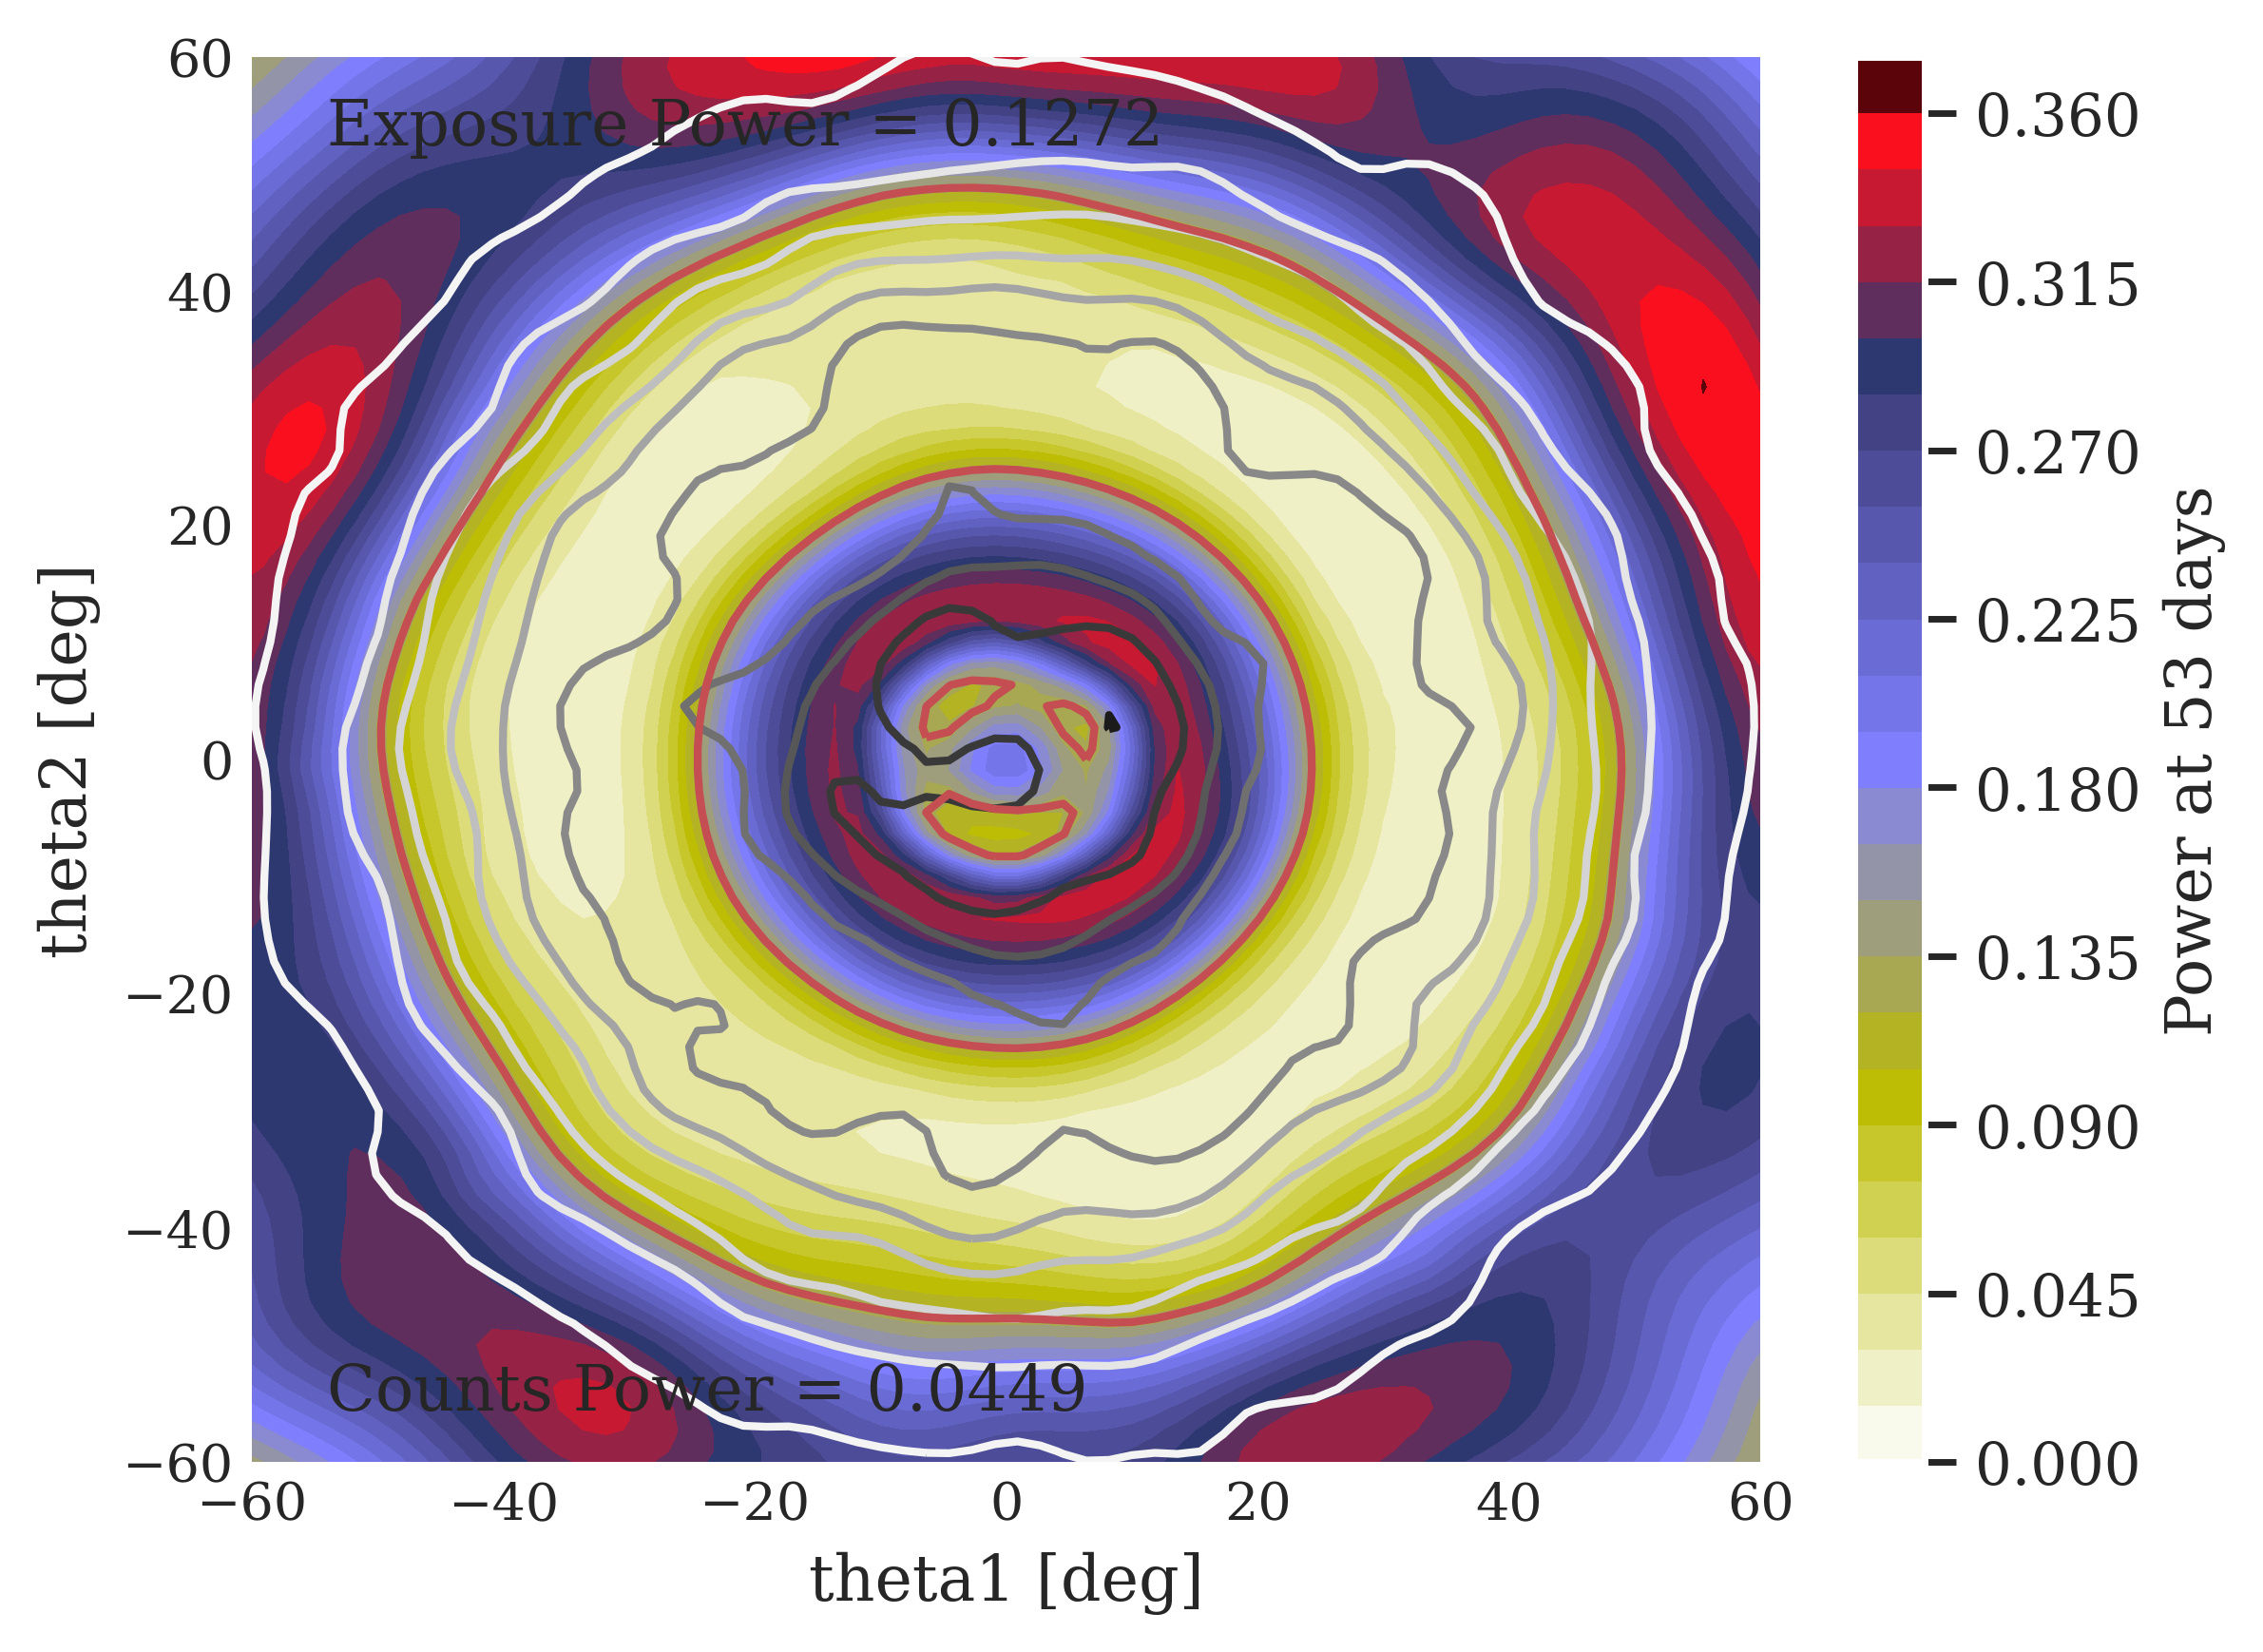 Exposure Power = 0.1272
Counts Power = 0.0449
60
40
20
0
−20
−40
−60
theta2 [deg]
−60 −40 −20 0 20 40 60
theta1 [deg]
0.360
0.315
0.270
0.225
0.180
0.135
0.090
0.045
0.000
Power at 53 days